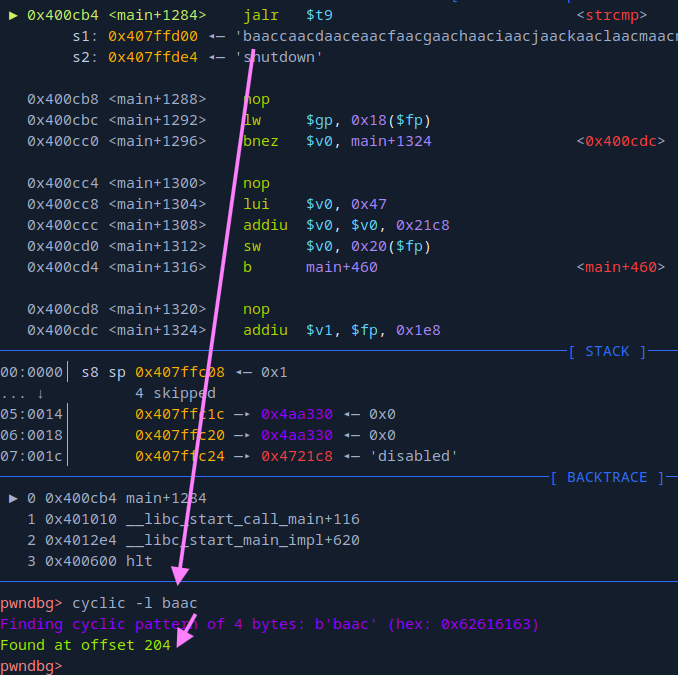 ► 0x400cb4 <main+1284> jalr $t9 <strcmp>
s1: 0x407ffd00 ◂— 'baaccaacdaaceaacfaacgaachaaciaacjaackaaclaacmaacn
s2: 0x407ffde4 ◂— 'shutdown'
0x400cb8 <main+1288> nop
0x400cbc <main+1292> lw $gp, 0x18($fp)
0x400cc0 <main+1296> bnez $v0, main+1324 <0x400cdc>
0x400cc4 <main+1300> nop
0x400cc8 <main+1304> lui $v0, 0x47
0x400ccc <main+1308> addiu $v0, $v0, 0x21c8
0x400cd0 <main+1312> sw $v0, 0x20($fp)
0x400cd4 <main+1316> b main+460 <main+460>
0x400cd8 <main+1320> nop
0x400cdc <main+1324> addiu $v1, $fp, 0x1e8
[ STACK ]
00:0000│ s8 sp 0x407ffc08 ◂— 0x1
... ↓ 4 skipped
05:0014│ 0x407ffc1c —▸ 0x4aa330 ◂— 0x0
06:0018│ 0x407ffc20 —▸ 0x4aa330 ◂— 0x0
07:001c│ 0x407ffc24 —▸ 0x4721c8 ◂— 'disabled'
[ BACKTRACE ]
► 0 0x400cb4 main+1284
1 0x401010 __libc_start_call_main+116
2 0x4012e4 __libc_start_main_impl+620
3 0x400600 hlt
pwndbg> cyclic -l baac
Finding cyclic pattern of 4 bytes: b'baac' (hex: 0x62616163)
Found at offset 204
pwndbg>